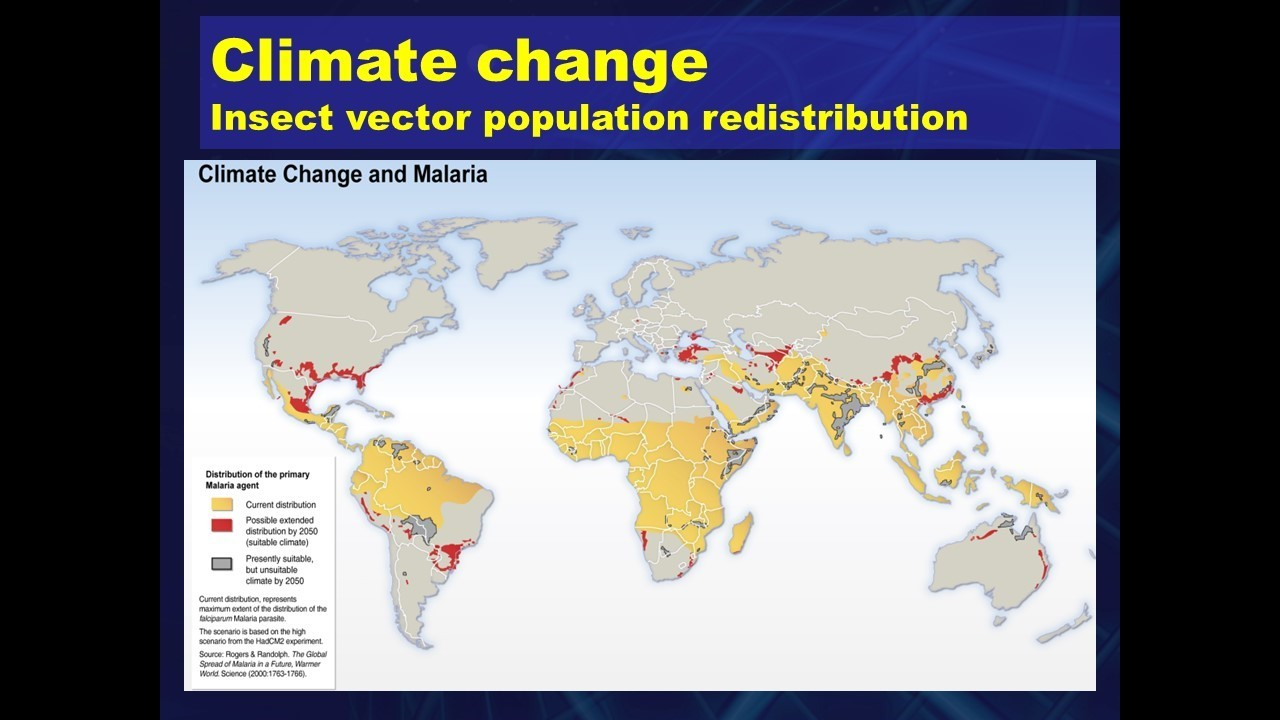 Climate change
Insect vector population redistribution
Climate Change and Malaria
Distribution of the primary
Malaria agent
Current distribution
Possible extended
distribution by 2050
(suitable climate)
Presently suitable,
but unsuitable
climate by 2050
Current distribution, represents
maximum extent of the distribution of the
falciparum Malaria parasite.
The scenario is based on the high
scenario from the HadCM2 experiment.
Source: Rogers & Randolph. The Global
Spread of Malaria in a Future, Warmer
World. Science (2000:1763-1766).